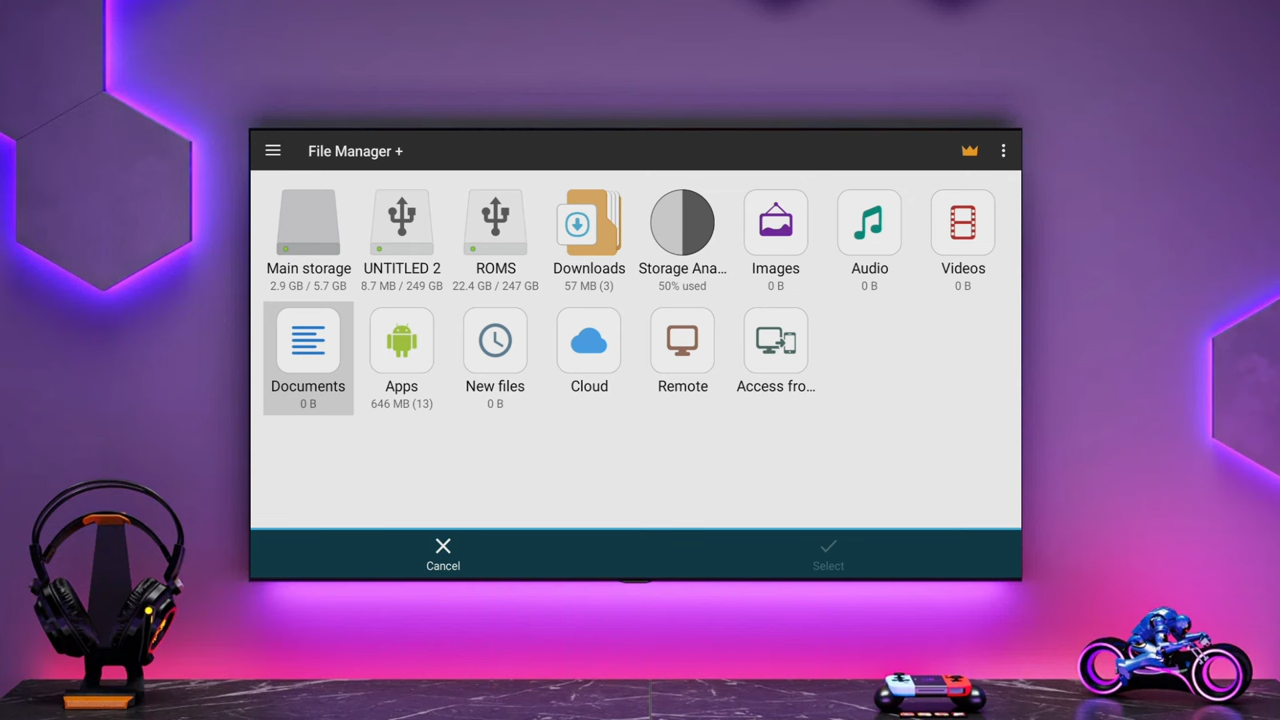 File Manager +
Main storage
2.9 GB / 5.7 GB
UNTITLED 2
8.7 MB / 249 GB
ROMS
22.4 GB / 247 GB
Downloads
57 MB (3)
Storage Ana...
50% used
Images
0 B
Audio
0 B
Videos
0 B
Documents
0 B
Apps
646 MB (13)
New files
0 B
Cloud
Remote
Access fro...
Cancel
Select